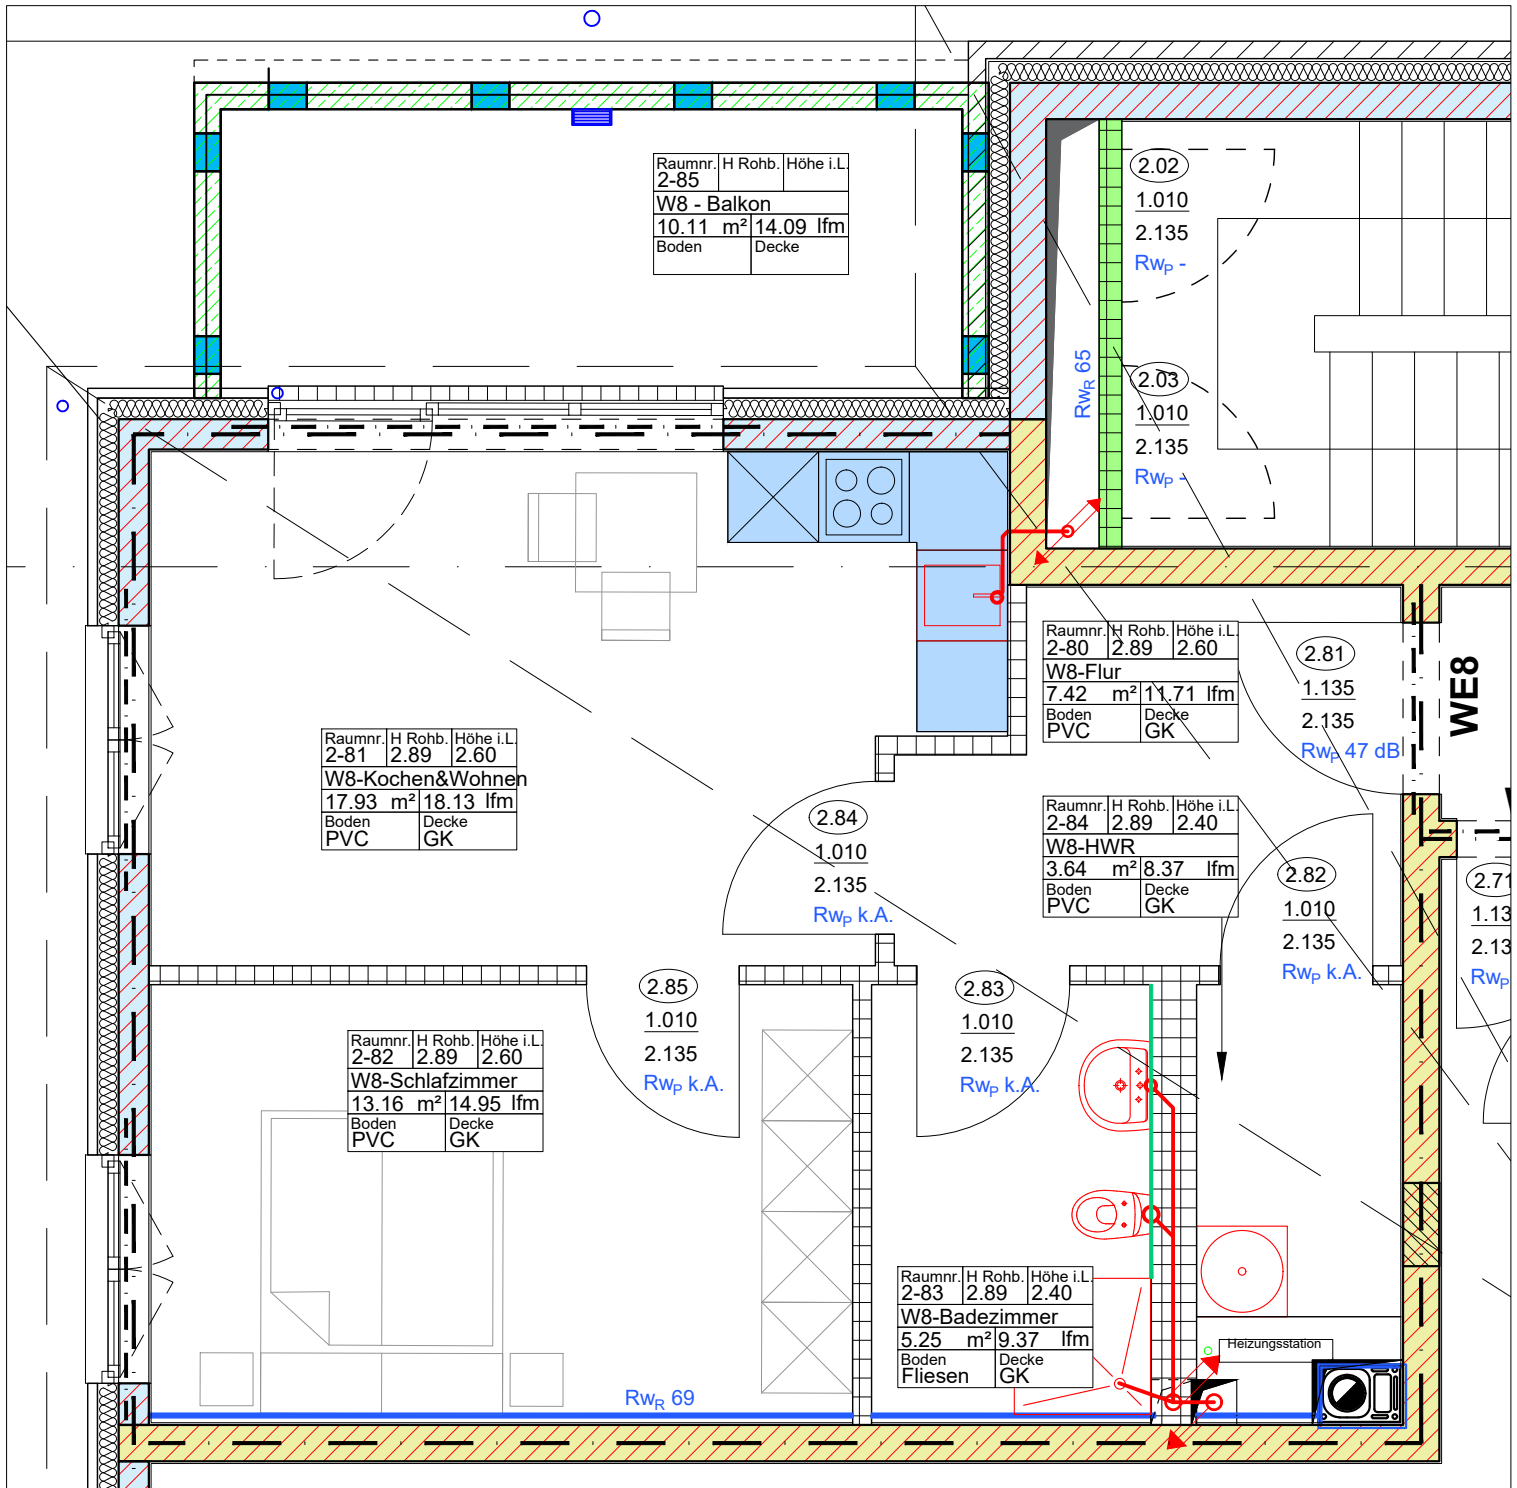 Raumnr. H Rohb. Höhe i.L.
2-85
W8 - Balkon
10.11 m² 14.09 lfm
Boden Decke
2.02
1.010
2.135
RwP -
RwR 65
2.03
1.010
2.135
RwP -
Raumnr. H Rohb. Höhe i.L.
2-80 2.89 2.60
W8-Flur
7.42 m² 11.71 lfm
Boden Decke
PVC GK
2.81
1.135
2.135
RwP 47 dB
WE8
Raumnr. H Rohb. Höhe i.L.
2-81 2.89 2.60
W8-Kochen&Wohnen
17.93 m² 18.13 lfm
Boden Decke
PVC GK
2.84
1.010
2.135
RwP k.A.
Raumnr. H Rohb. Höhe i.L.
2-84 2.89 2.40
W8-HWR
3.64 m² 8.37 lfm
Boden Decke
PVC GK
2.82
1.010
2.135
RwP k.A.
2.71
1.13
2.13
RwP
2.85
1.010
2.135
RwP k.A.
2.83
1.010
2.135
RwP k.A.
Raumnr. H Rohb. Höhe i.L.
2-82 2.89 2.60
W8-Schlafzimmer
13.16 m² 14.95 lfm
Boden Decke
PVC GK
Raumnr. H Rohb. Höhe i.L.
2-83 2.89 2.40
W8-Badezimmer
5.25 m² 9.37 lfm
Boden Decke
Fliesen GK
Heizungsstation
RwR 69